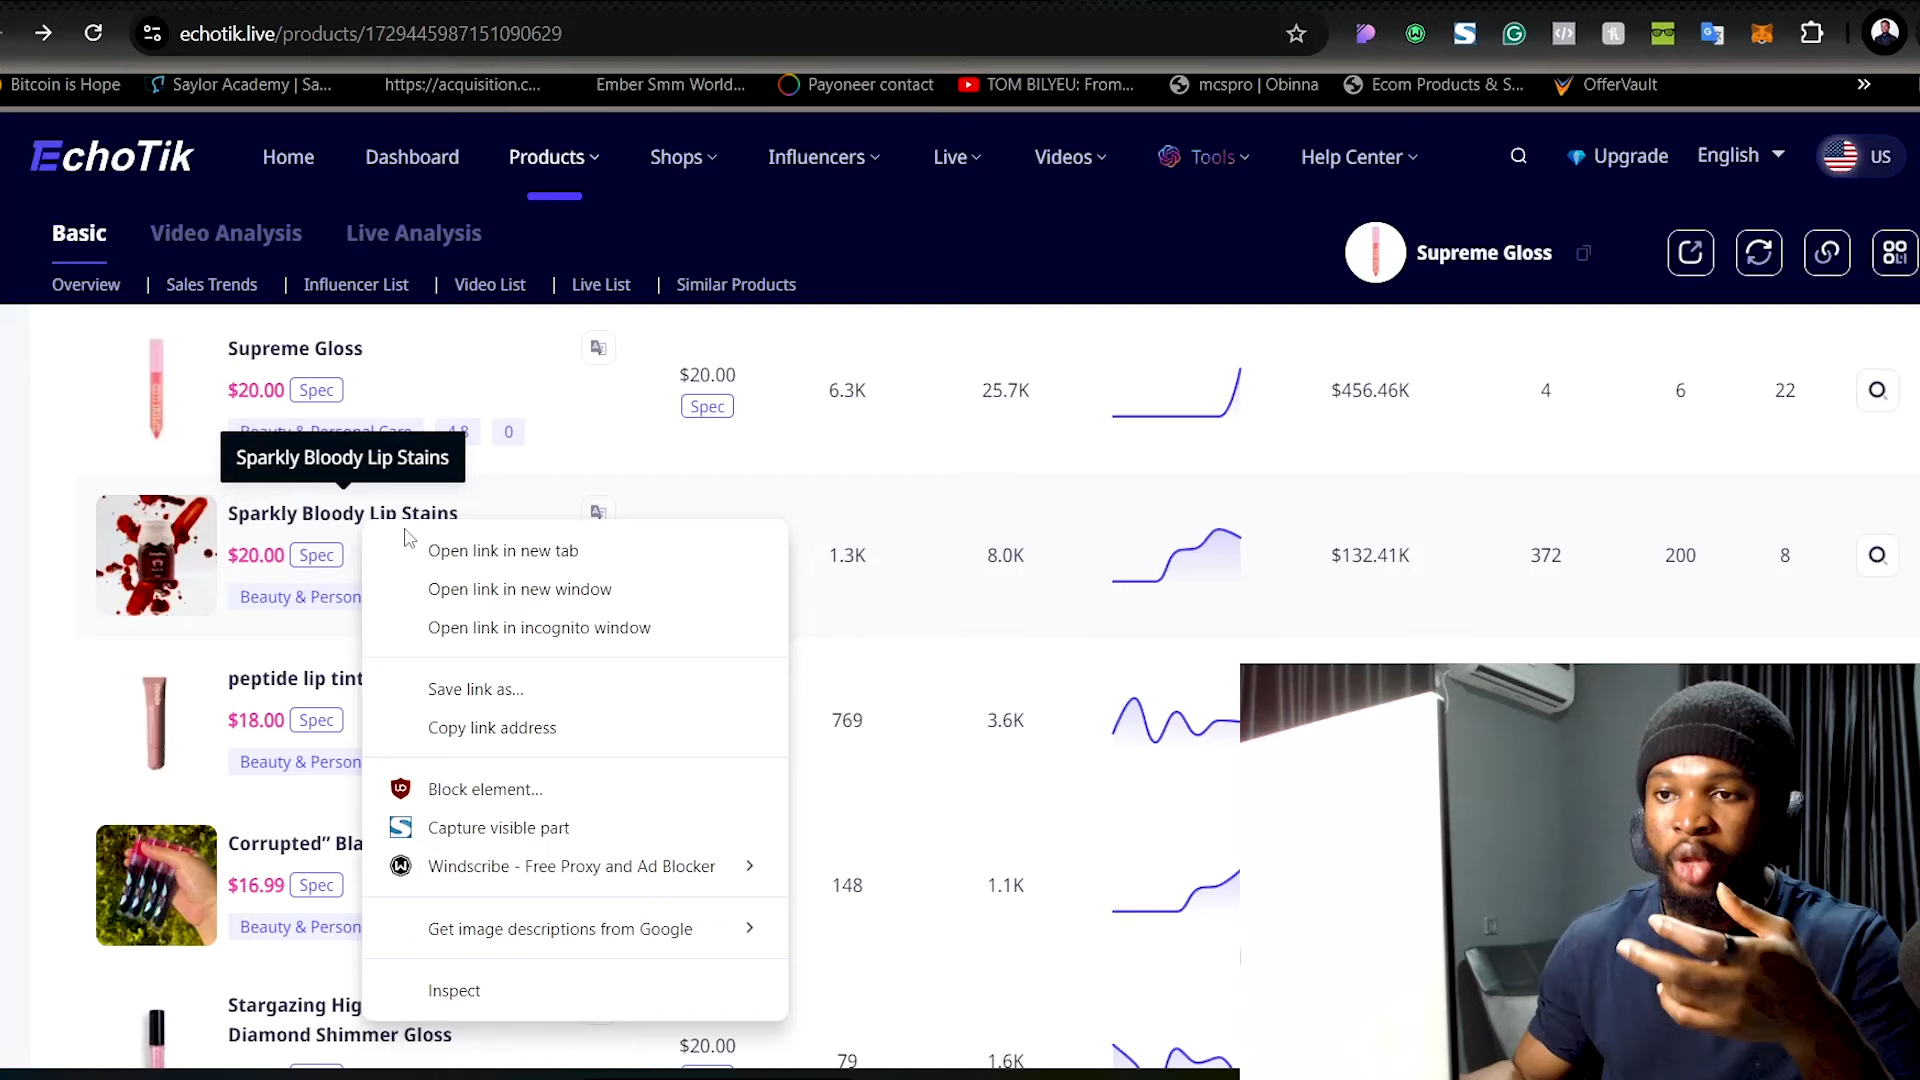 echotik.live/products/1729445987151090629
Bitcoin is Hope
Saylor Academy | Sa...
https://acquisition.c...
Ember Smm World...
Payoneer contact
TOM BILYEU: From...
mcspro | Obinna
Ecom Products & S...
OfferVault
EchoTik
Home
Dashboard
Products
Shops
Influencers
Live
Videos
Tools
Help Center
Upgrade
English
US
Basic
Video Analysis
Live Analysis
Supreme Gloss
Overview | Sales Trends | Influencer List | Video List | Live List | Similar Products
Supreme Gloss
$20.00 Spec
Beauty & Personal Care 4.8 0
$20.00
Spec
6.3K
25.7K
$456.46K
4
6
22
Sparkly Bloody Lip Stains
Sparkly Bloody Lip Stains
$20.00 Spec
Beauty & Person
1.3K
8.0K
$132.41K
372
200
8
Open link in new tab
Open link in new window
Open link in incognito window
Save link as...
Copy link address
Block element...
Capture visible part
Windscribe - Free Proxy and Ad Blocker
Get image descriptions from Google
Inspect
peptide lip tint
$18.00 Spec
Beauty & Person
769
3.6K
Corrupted” Bla
$16.99 Spec
Beauty & Person
148
1.1K
Stargazing Hig
Diamond Shimmer Gloss
$20.00
79
1.6K